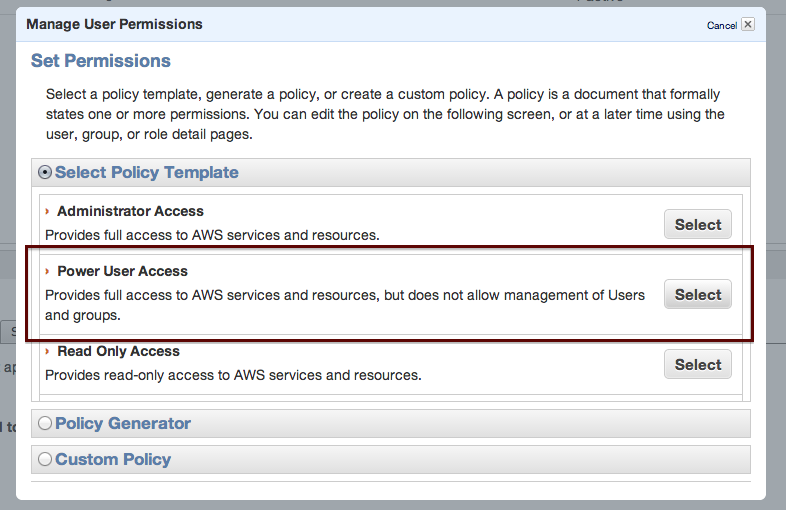 Manage User Permissions
Cancel
Set Permissions
Select a policy template, generate a policy, or create a custom policy. A policy is a document that formally
states one or more permissions. You can edit the policy on the following screen, or at a later time using the
user, group, or role detail pages.
Select Policy Template
Administrator Access
Provides full access to AWS services and resources.
Select
Power User Access
Provides full access to AWS services and resources, but does not allow management of Users
and groups.
Select
Read Only Access
Provides read-only access to AWS services and resources.
Select
Policy Generator
Custom Policy